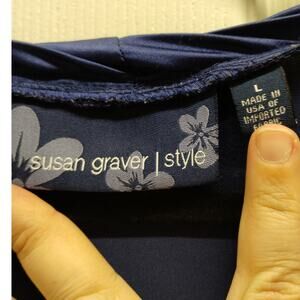 susan graver | style
L
MADE IN
USA OF
IMPORTED
FABRIC